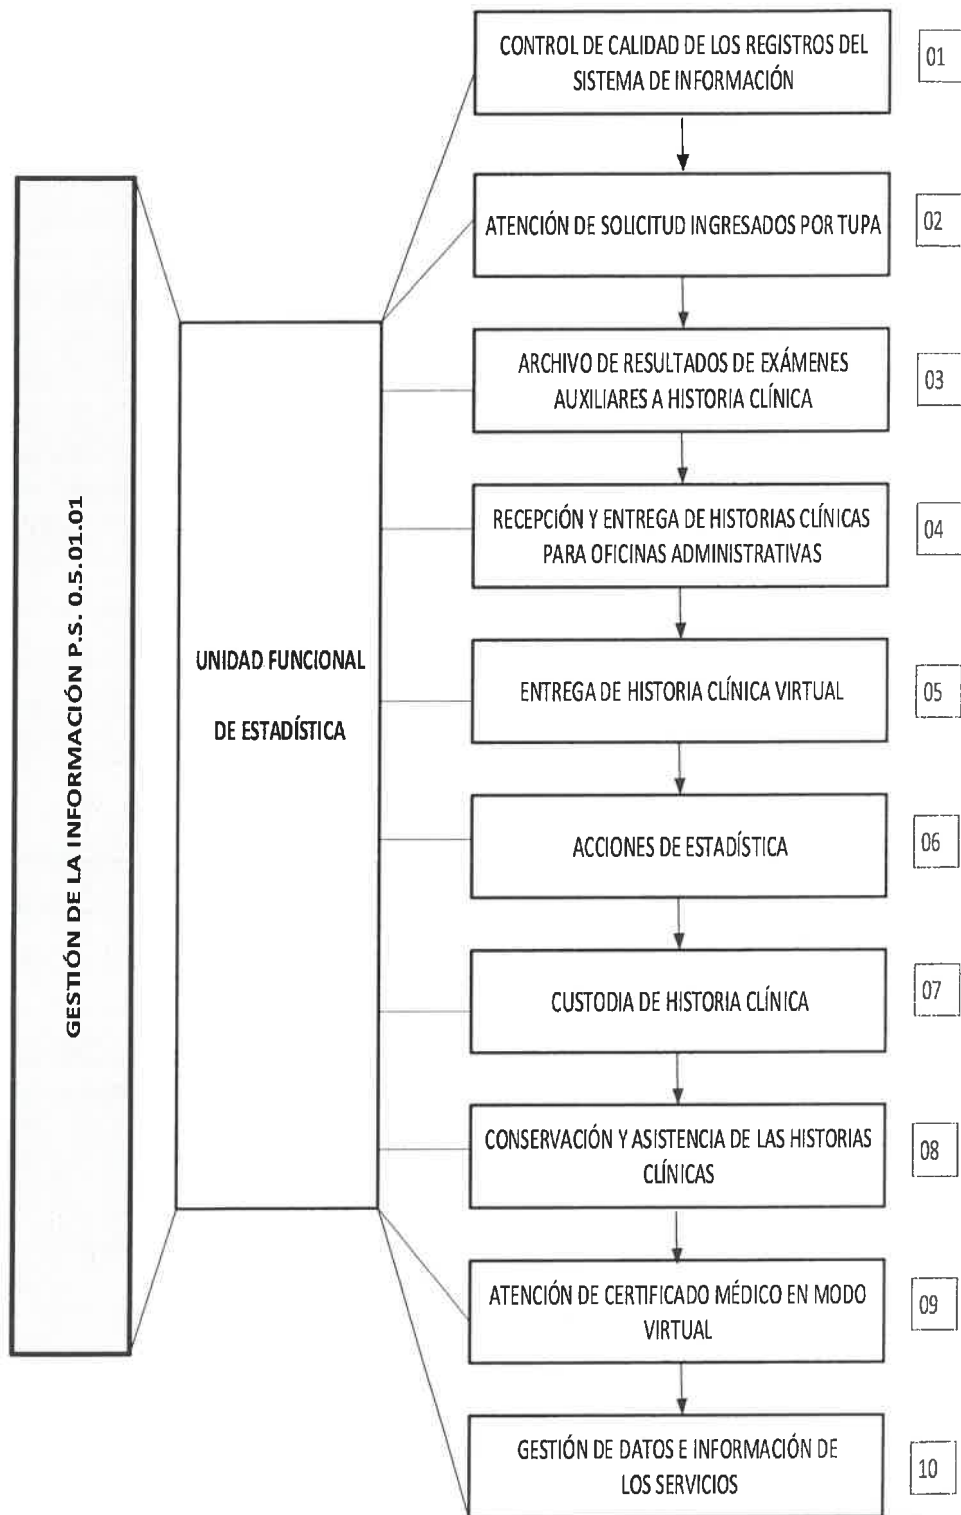 CONTROL DE CALIDAD DE LOS REGISTROS DEL
SISTEMA DE INFORMACIÓN
01
ATENCIÓN DE SOLICITUD INGRESADOS POR TUPA
02
ARCHIVO DE RESULTADOS DE EXÁMENES
AUXILIARES A HISTORIA CLÍNICA
03
RECEPCIÓN Y ENTREGA DE HISTORIAS CLÍNICAS
PARA OFICINAS ADMINISTRATIVAS
04
GESTIÓN DE LA INFORMACIÓN P.S. 0.5.01.01
UNIDAD FUNCIONAL
DE ESTADÍSTICA
ENTREGA DE HISTORIA CLÍNICA VIRTUAL
05
ACCIONES DE ESTADÍSTICA
06
CUSTODIA DE HISTORIA CLÍNICA
07
CONSERVACIÓN Y ASISTENCIA DE LAS HISTORIAS
CLÍNICAS
08
ATENCIÓN DE CERTIFICADO MÉDICO EN MODO
VIRTUAL
09
GESTIÓN DE DATOS E INFORMACIÓN DE
LOS SERVICIOS
10